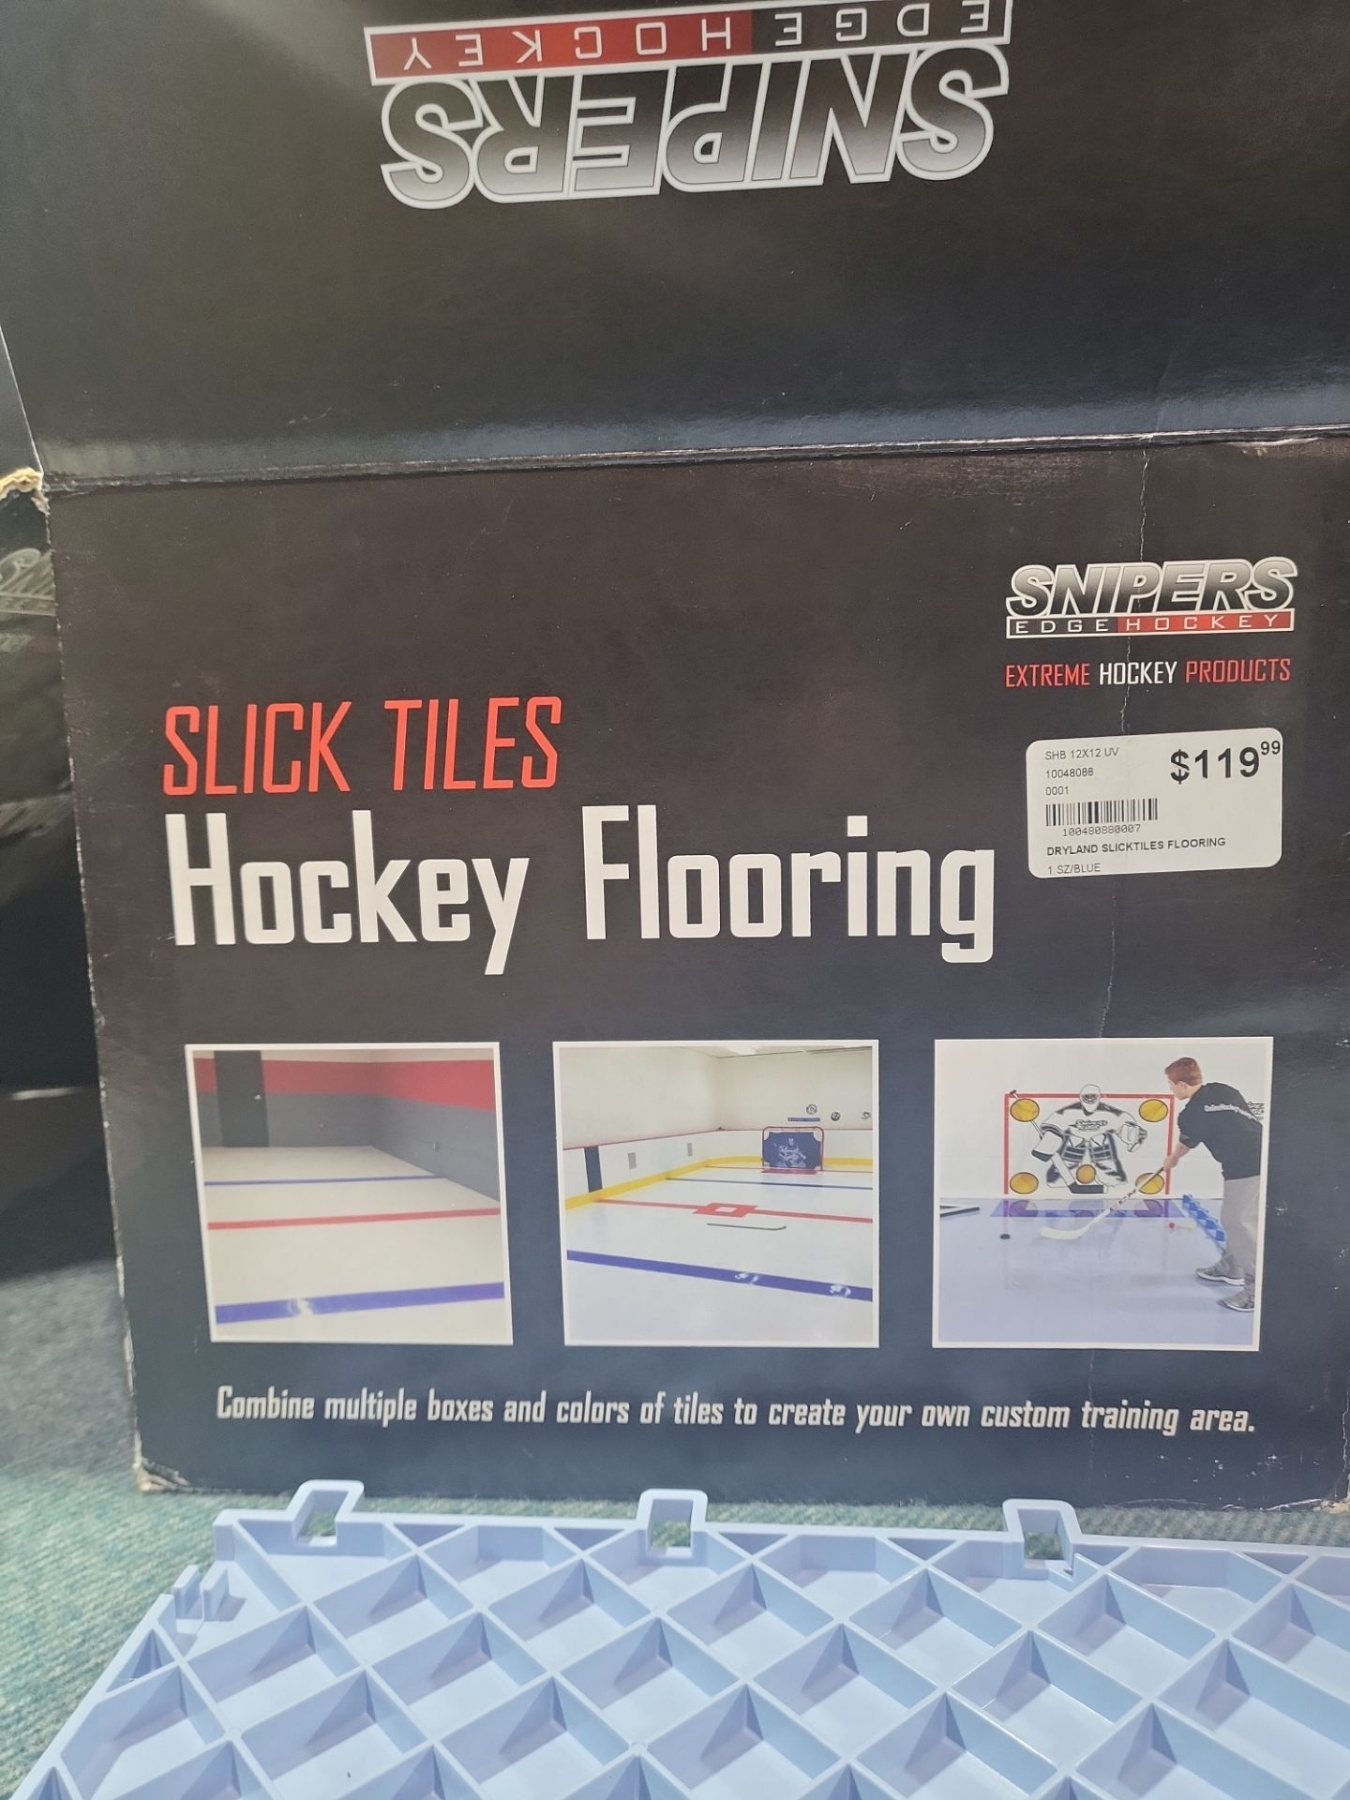 EDGE HOCKEY
SNIPERS
SNIPERS
EDGE HOCKEY
EXTREME HOCKEY PRODUCTS
SLICK TILES
Hockey Flooring
SHB 12X12 UV
$119.99
10048088
0001
100480880007
DRYLAND SLICKTILES FLOORING
1 SZ/BLUE
Combine multiple boxes and colors of tiles to create your own custom training area.